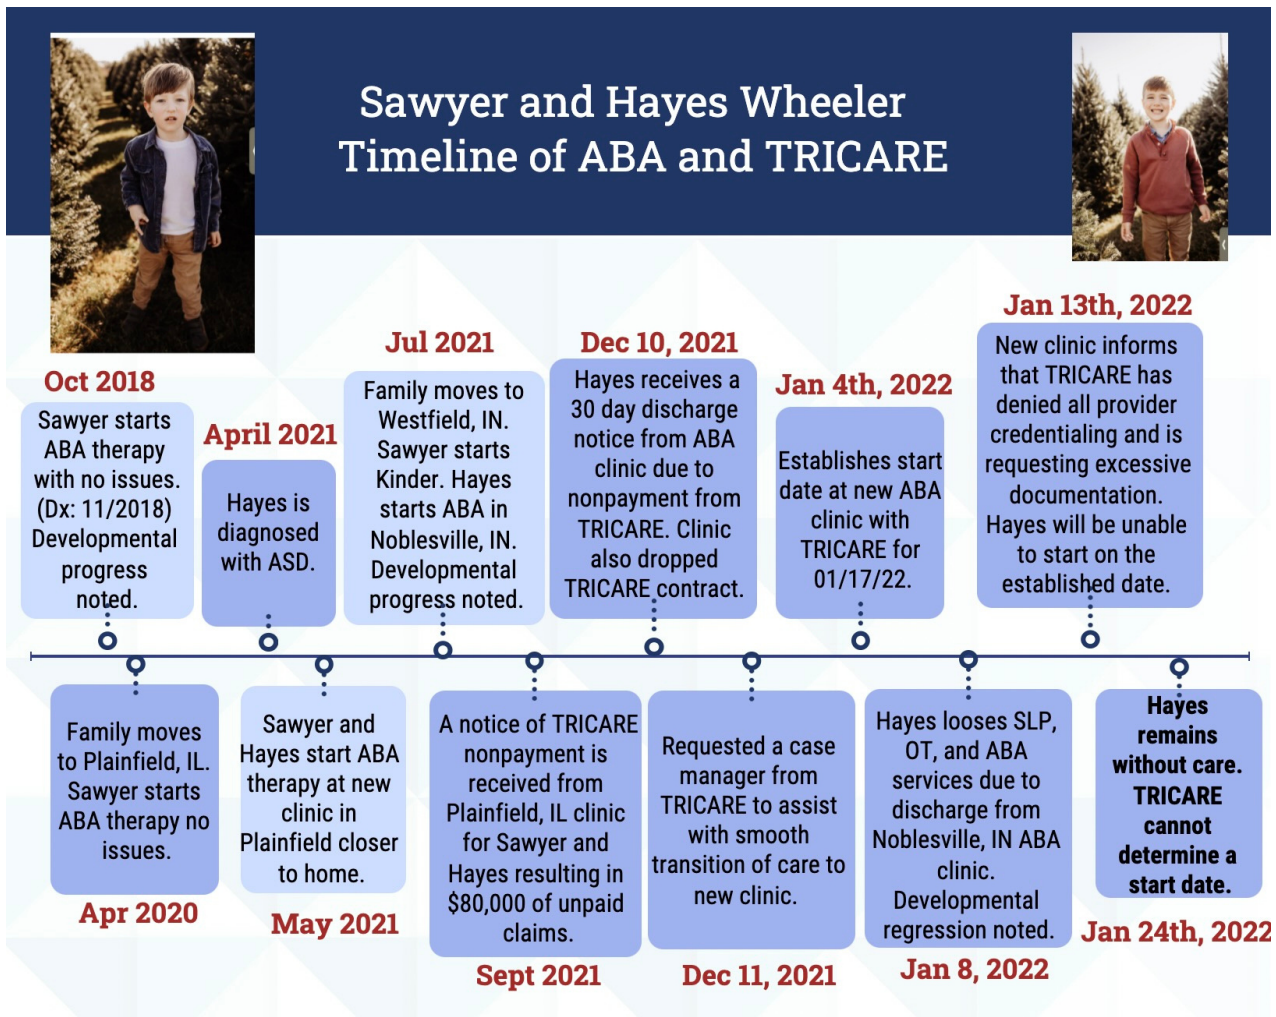 Sawyer and Hayes Wheeler
Timeline of ABA and TRICARE
Oct 2018
Sawyer starts
ABA therapy
with no issues.
(Dx: 11/2018)
Developmental
progress
noted.
Apr 2020
Family moves
to Plainfield, IL.
Sawyer starts
ABA therapy no
issues.
April 2021
Hayes is
diagnosed
with ASD.
May 2021
Sawyer and
Hayes start ABA
therapy at new
clinic in
Plainfield closer
to home.
Jul 2021
Family moves to
Westfield, IN.
Sawyer starts
Kinder. Hayes
starts ABA in
Noblesville, IN.
Developmental
progress noted.
Sept 2021
A notice of TRICARE
nonpayment is
received from
Plainfield, IL clinic
for Sawyer and
Hayes resulting in
$80,000 of unpaid
claims.
Dec 10, 2021
Hayes receives a
30 day discharge
notice from ABA
clinic due to
nonpayment from
TRICARE. Clinic
also dropped
TRICARE contract.
Dec 11, 2021
Requested a case
manager from
TRICARE to assist
with smooth
transition of care to
new clinic.
Jan 4th, 2022
Establishes start
date at new ABA
clinic with
TRICARE for
01/17/22.
Jan 8, 2022
Hayes looses SLP,
OT, and ABA
services due to
discharge from
Noblesville, IN ABA
clinic.
Developmental
regression noted.
Jan 13th, 2022
New clinic informs
that TRICARE has
denied all provider
credentialing and is
requesting excessive
documentation.
Hayes will be unable
to start on the
established date.
Jan 24th, 2022
Hayes
remains
without care.
TRICARE
cannot
determine a
start date.